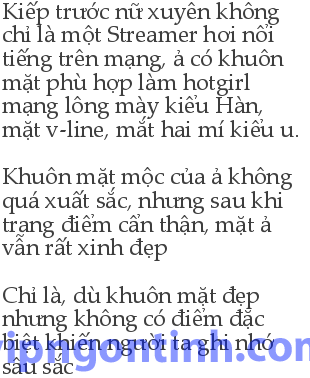 Kiếp trước nữ xuyên không
chỉ là một Streamer hơi nổi
tiếng trên mạng, ả có khuôn
mặt phù hợp làm hotgirl
mạng lông mày kiểu Hàn,
mặt v-line, mắt hai mí kiểu u.
Khuôn mặt mộc của ả không
quá xuất sắc, nhưng sau khi
trang điểm cẩn thận, mặt ả
vẫn rất xinh đẹp
Chỉ là, dù khuôn mặt đẹp
nhưng không có điểm đặc
biệt khiến người ta ghi nhớ
vipngontinh.com
sâu sắc